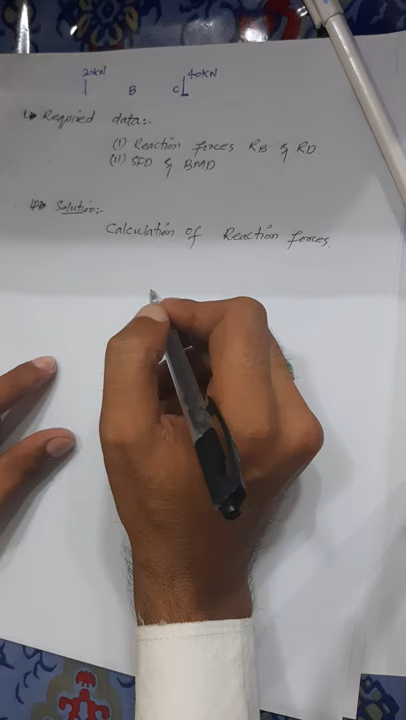 20kN 40KN
B C
Required data:-
(i) Reaction forces RB & RD
(ii) SFD & BMD
Solution:-
Calculation of Reaction forces.